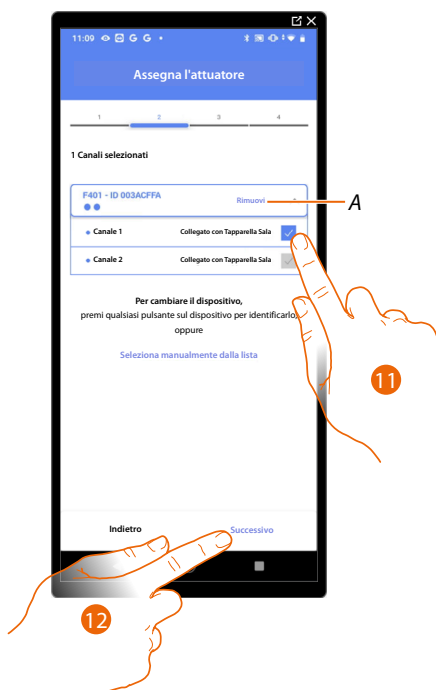 11:09 G G
Assegna l'attuatore
1 2 3 4
1 Canali selezionati
F401 - ID 003ACFFA
Rimuovi
A
Canale 1 Collegato con Tapparella Sala
Canale 2 Collegato con Tapparella Sala
Per cambiare il dispositivo,
premi qualsiasi pulsante sul dispositivo per identificarlo,
oppure
Seleziona manualmente dalla lista
11
Indietro Successivo
12